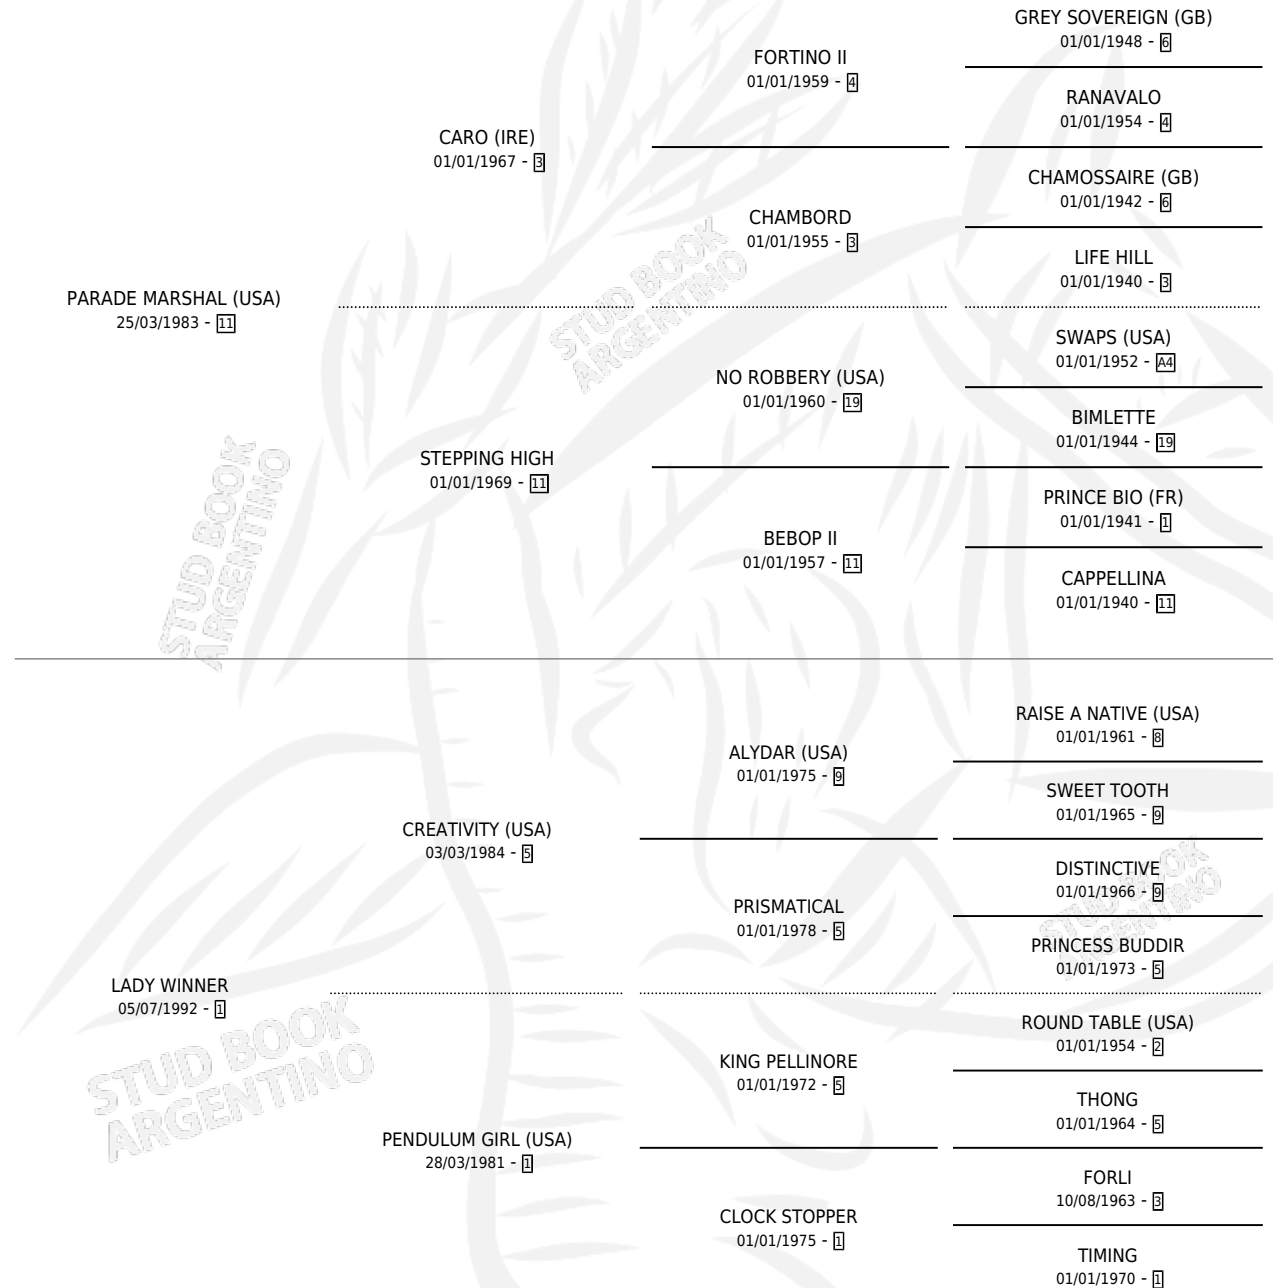 GREY SOVEREIGN (GB)
01/01/1948 - 6
FORTINO II
01/01/1959 - 4
RANAVALO
01/01/1954 - 4
CARO (IRE)
01/01/1967 - 3
CHAMOSSAIRE (GB)
01/01/1942 - 6
CHAMBORD
01/01/1955 - 3
LIFE HILL
01/01/1940 - 3
PARADE MARSHAL (USA)
25/03/1983 - 11
STUD BOOK
ARGENTINO
SWAPS (USA)
01/01/1952 - A4
NO ROBBERY (USA)
01/01/1960 - 19
BIMLETTE
01/01/1944 - 19
STEPPING HIGH
01/01/1969 - 11
PRINCE BIO (FR)
01/01/1941 - 1
BEBOP II
01/01/1957 - 11
CAPPELLINA
01/01/1940 - 11
STUD BOOK
ARGENTINO
RAISE A NATIVE (USA)
01/01/1961 - 8
ALYDAR (USA)
01/01/1975 - 9
SWEET TOOTH
01/01/1965 - 9
CREATIVITY (USA)
03/03/1984 - 5
DISTINCTIVE
01/01/1966 - 9
PRISMATICAL
01/01/1978 - 5
PRINCESS BUDDIR
01/01/1973 - 5
STUD BOOK
ARGENTINO
LADY WINNER
05/07/1992 - 1
ROUND TABLE (USA)
01/01/1954 - 2
KING PELLINORE
01/01/1972 - 5
THONG
01/01/1964 - 5
STUD BOOK
ARGENTINO
PENDULUM GIRL (USA)
28/03/1981 - 1
FORLI
10/08/1963 - 3
CLOCK STOPPER
01/01/1975 - 1
TIMING
01/01/1970 - 1